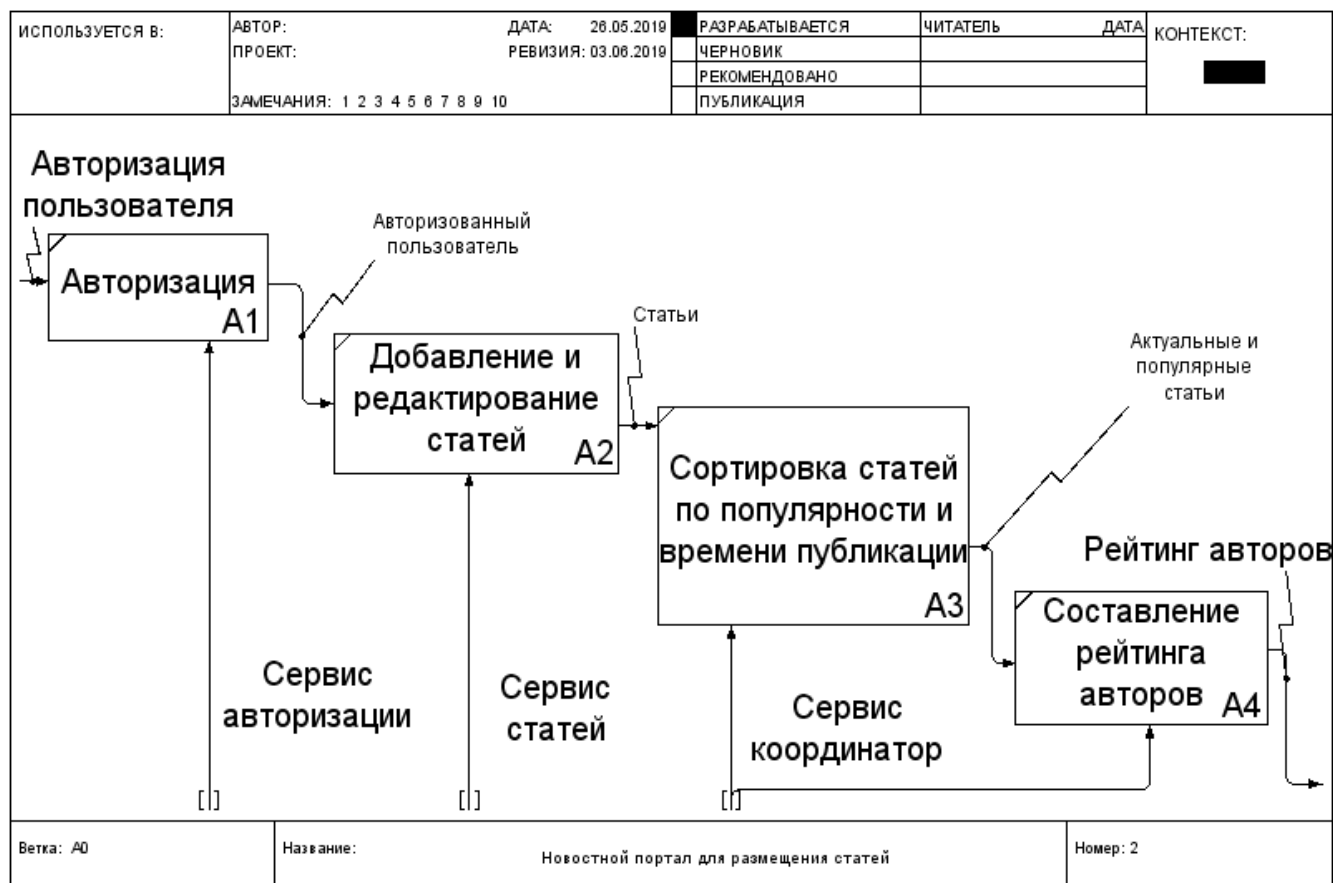 ИСПОЛЬЗУЕТСЯ В:
АВТОР:
ДАТА: 26.05.2019
РАЗРАБАТЫВАЕТСЯ
ЧИТАТЕЛЬ
ДАТА
КОНТЕКСТ:
ПРОЕКТ:
РЕВИЗИЯ: 03.06.2019
ЧЕРНОВИК
РЕКОМЕНДОВАНО
ЗАМЕЧАНИЯ: 1 2 3 4 5 6 7 8 9 10
ПУБЛИКАЦИЯ
Авторизация
пользователя
Авторизация
A1
Авторизованный
пользователь
Добавление и
редактирование
статей
A2
Статьи
Сортировка статей
по популярности и
времени публикации
A3
Актуальные и
популярные
статьи
Рейтинг авторов
Составление
рейтинга
авторов
A4
Сервис
авторизации
Сервис
статей
Сервис
координатор
Ветка: A0
Название:
Новостной портал для размещения статей
Номер: 2